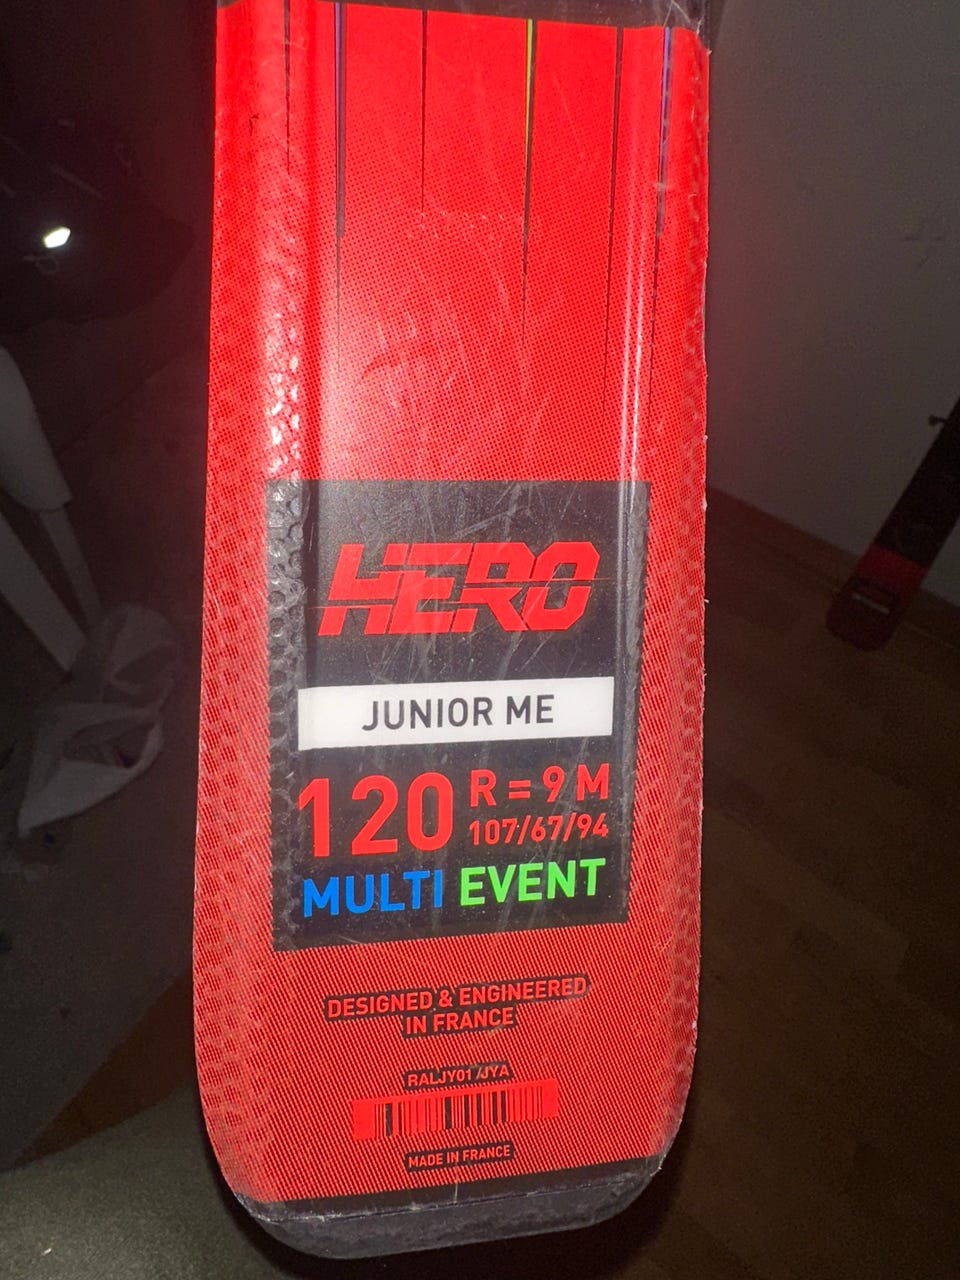 HERO
JUNIOR ME
120 R = 9 M
107/67/94
MULTI EVENT
DESIGNED & ENGINEERED
IN FRANCE
RALJY01 /JYA
MADE IN FRANCE